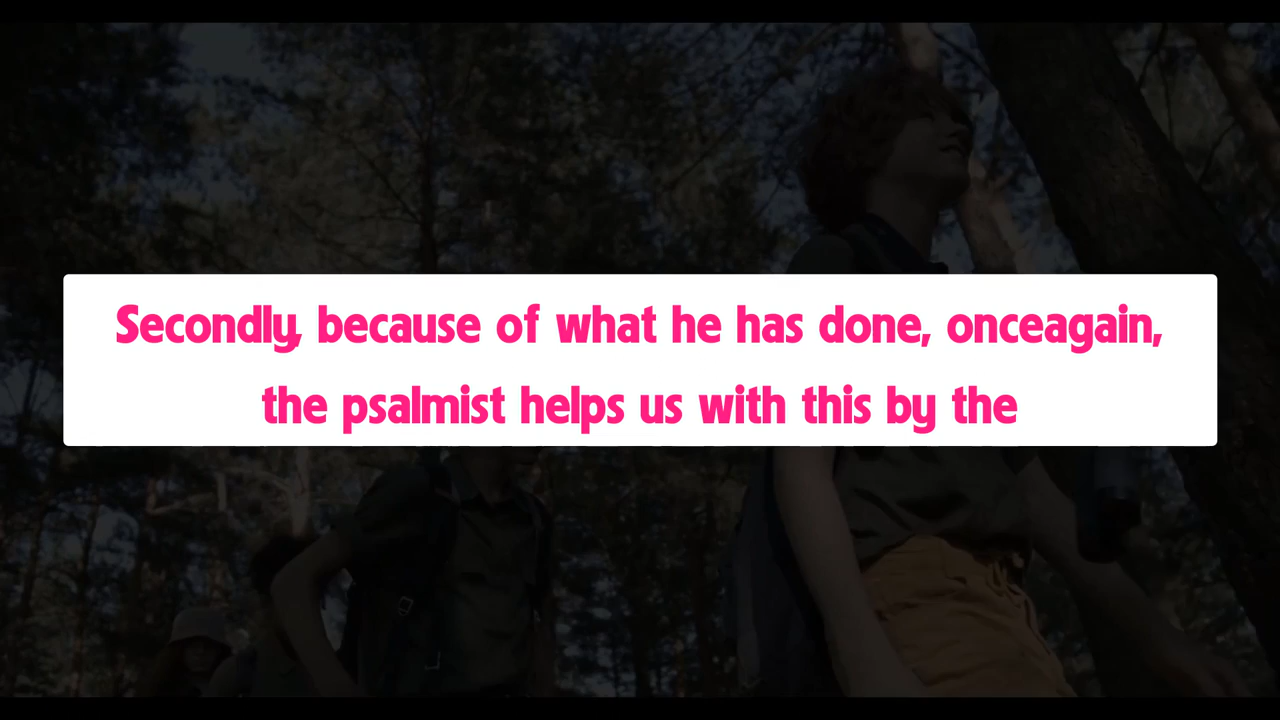 Secondly, because of what he has done, onceagain,
the psalmist helps us with this by the